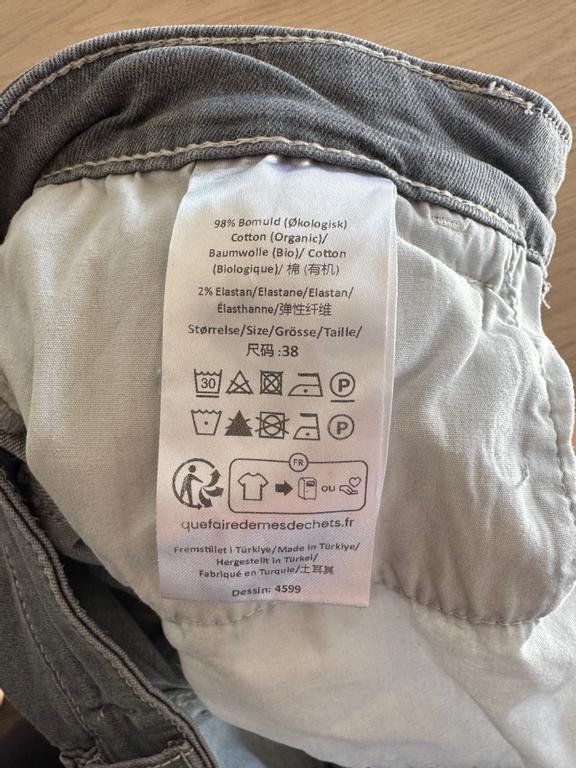 98% Bomuld (Økologisk)
Cotton (Organic)/
Baumwolle (Bio)/ Cotton
(Biologique)/ 棉 (有机)
2% Elastan/Elastane/Elastan/
Élasthanne/弹性纤维
Størrelse/Size/Grösse/Taille/
尺码 :38
30 P
P
FR
ou
quefairedemesdechets.fr
Fremstillet i Türkiye/Made in Türkiye/
Hergestellt in Türkei/
Fabriqué en Turquie/土耳其
Dessin: 4599